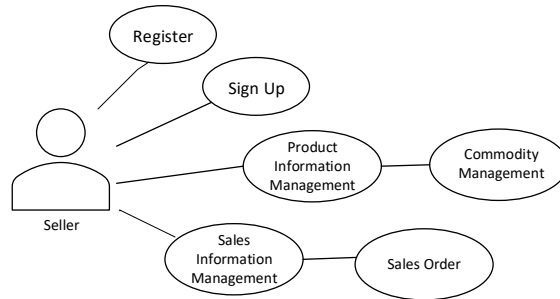 Register
Sign Up
Product
Information
Management
Commodity
Management
Seller
Sales
Information
Management
Sales Order